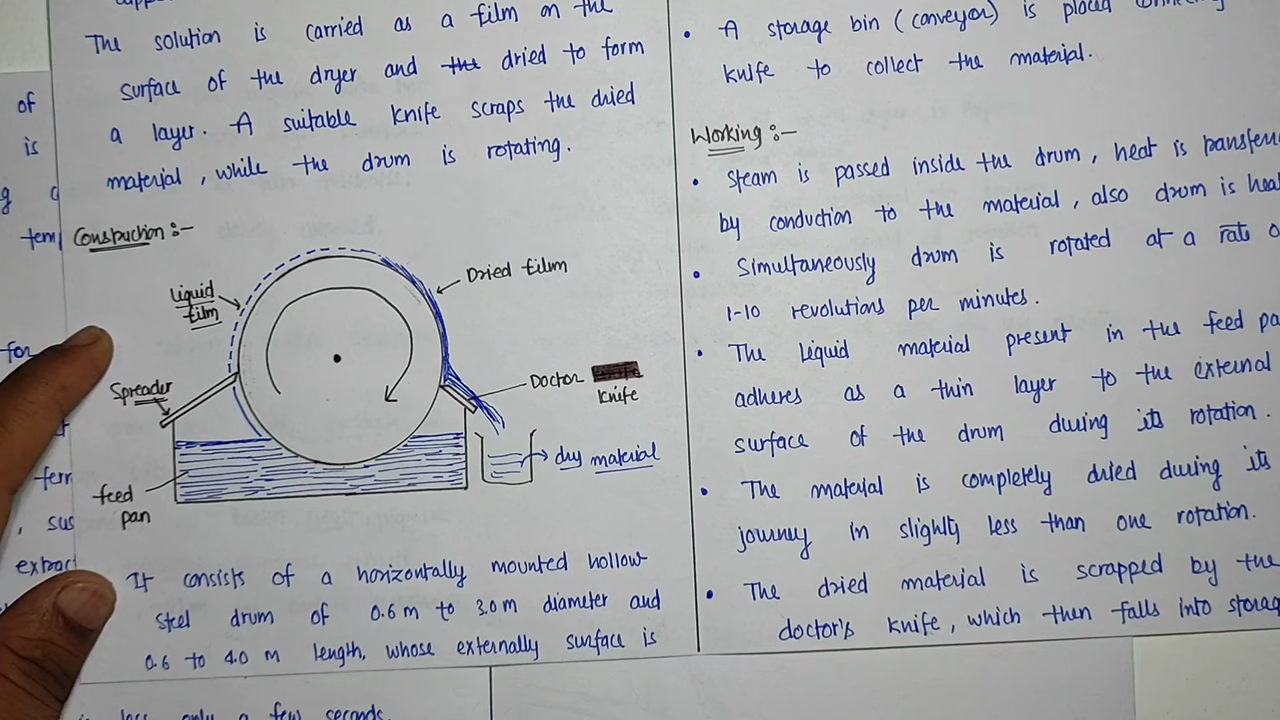 The solution is carried as a film on the
surface of the dryer and the dried to form
a layer. A suitable knife scraps the dried
material, while the drum is rotating.
Construction :-
Liquid
film
Dried film
Spreader
Doctor
knife
dry material
feed
pan
It consists of a horizontally mounted hollow
steel drum of 0.6 m to 3.0 m diameter and
0.6 to 4.0 m length, whose externally surface is
• A storage bin (conveyor) is placed
knife to collect the material.
Working :-
• Steam is passed inside the drum, heat is
by conduction to the material, also drum is
• Simultaneously drum is rotated at a rate
1-10 revolutions per minutes.
• The liquid material present in the feed
adheres as a thin layer to the external
surface of the drum during its rotation.
• The material is completely dried during its
journey in slightly less than one rotation.
• The dried material is scrapped by the
doctor's knife, which then falls into
of
is
g
for
, sus
only a few seconds.